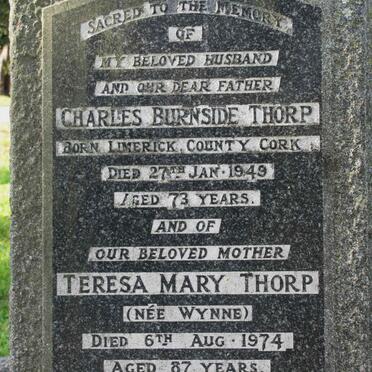 SACRED TO THE MEMORY
OF
MY BELOVED HUSBAND
AND OUR DEAR FATHER
CHARLES BURNSIDE THORP
BORN LIMERICK, COUNTY CORK,
DIED 27TH JAN·1949
AGED 73 YEARS.
AND OF
OUR BELOVED MOTHER
TERESA MARY THORP
(NÉE WYNNE)
DIED 6TH AUG·1974
AGED 87 YEARS.